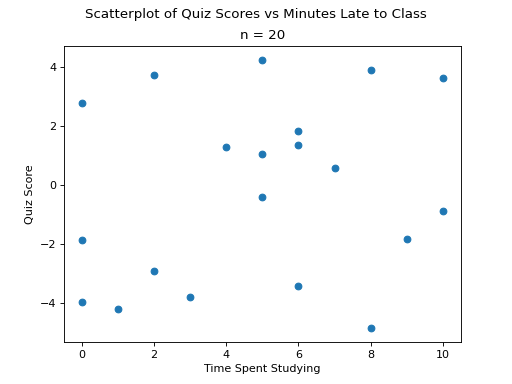 Scatterplot of Quiz Scores vs Minutes Late to Class
n = 20
4
2
0
−2
−4
Quiz Score
0 2 4 6 8 10
Time Spent Studying